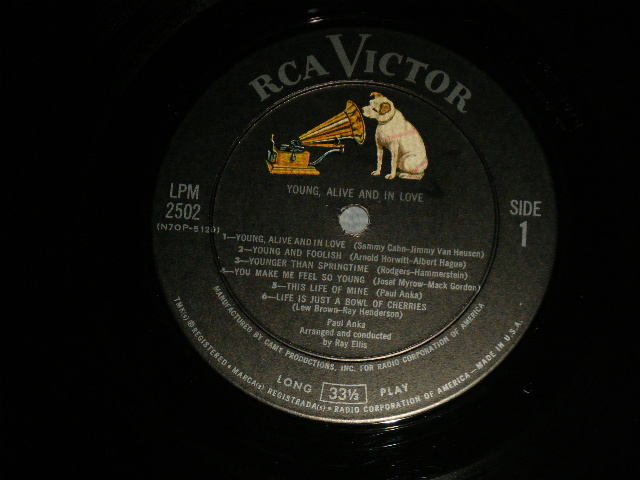 RCA VICTOR
YOUNG, ALIVE AND IN LOVE
LPM
2502
(N7OP-5120)
SIDE
1
1—YOUNG, ALIVE AND IN LOVE (Sammy Cahn-Jimmy Van Heusen)
2—YOUNG AND FOOLISH (Arnold Horwitt-Albert Hague)
3—YOUNGER THAN SPRINGTIME (Rodgers-Hammerstein)
4—YOU MAKE ME FEEL SO YOUNG (Josef Myrow-Mack Gordon)
5—THIS LIFE OF MINE (Paul Anka)
6—LIFE IS JUST A BOWL OF CHERRIES
(Lew Brown-Ray Henderson)
Paul Anka
Arranged and conducted
by Ray Ellis
MANUFACTURED BY CAMY PRODUCTIONS, INC. FOR RADIO CORPORATION OF AMERICA
LONG 33⅓ PLAY
TMK(s) ® REGISTERED • MARCA(s) REGISTRADA(s) • RADIO CORPORATION OF AMERICA—MADE IN U.S.A.